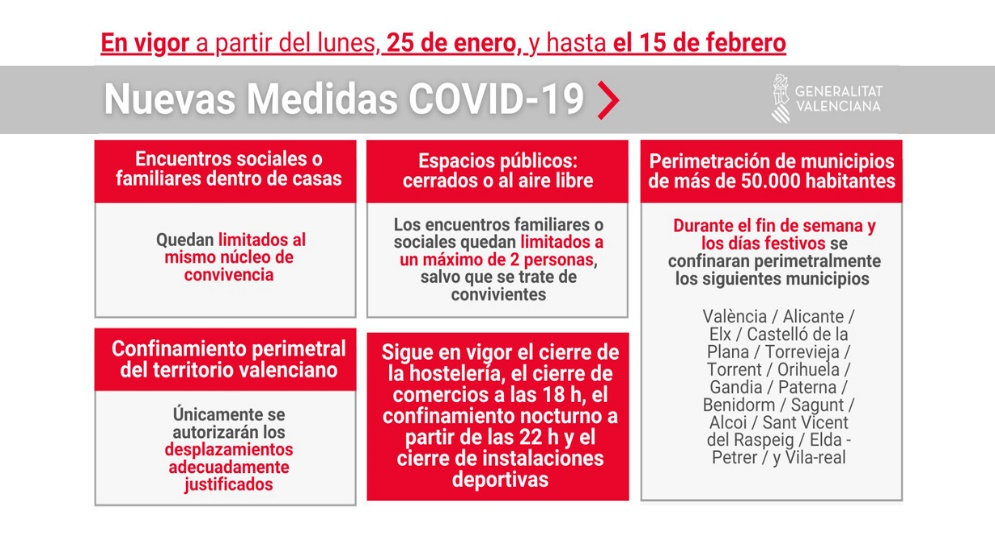 En vigor a partir del lunes, 25 de enero, y hasta el 15 de febrero
Nuevas Medidas COVID-19
GENERALITAT
VALENCIANA
Encuentros sociales o
familiares dentro de casas
Quedan limitados al
mismo núcleo de
convivencia
Espacios públicos:
cerrados o al aire libre
Los encuentros familiares o
sociales quedan limitados a
un máximo de 2 personas,
salvo que se trate de
convivientes
Perimetración de municipios
de más de 50.000 habitantes
Durante el fin de semana y
los días festivos se
confinaran perimetralmente
los siguientes municipios
València / Alicante /
Elx / Castelló de la
Plana / Torrevieja /
Torrent / Orihuela /
Gandia / Paterna /
Benidorm / Sagunt /
Alcoi / Sant Vicent
del Raspeig / Elda -
Petrer / y Vila-real
Confinamiento perimetral
del territorio valenciano
Únicamente se
autorizarán los
desplazamientos
adecuadamente
justificados
Sigue en vigor el cierre de
la hostelería, el cierre de
comercios a las 18 h, el
confinamiento nocturno a
partir de las 22 h y el
cierre de instalaciones
deportivas